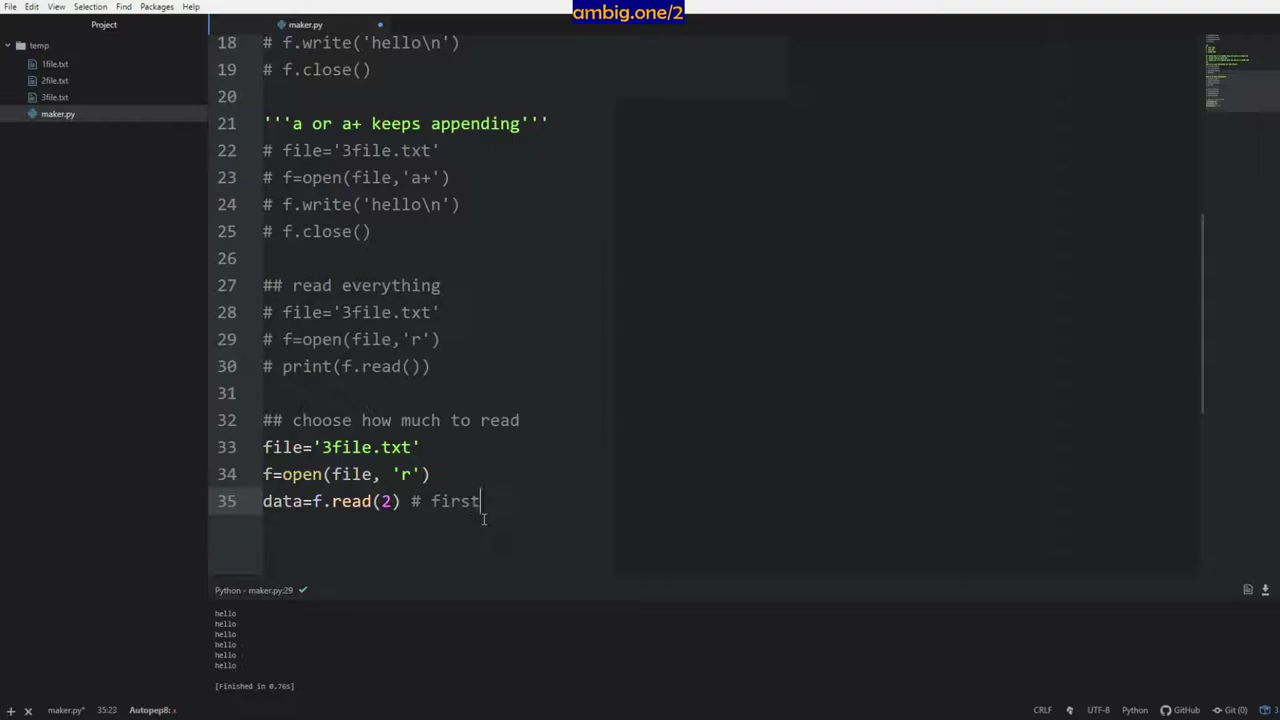 ambig.one/2
File Edit View Selection Find Packages Help
Project
maker.py
temp
1file.txt
2file.txt
3file.txt
maker.py
18 # f.write('hello\n')
19 # f.close()
20
21 '''a or a+ keeps appending'''
22 # file='3file.txt'
23 # f=open(file,'a+')
24 # f.write('hello\n')
25 # f.close()
26
27 ## read everything
28 # file='3file.txt'
29 # f=open(file,'r')
30 # print(f.read())
31
32 ## choose how much to read
33 file='3file.txt'
34 f=open(file, 'r')
35 data=f.read(2) # first
Python - maker.py:29
hello
hello
hello
hello
hello
hello
[Finished in 0.76s]
maker.py* 35:23 Autopep8: CRLF UTF-8 Python GitHub Git (0) 3